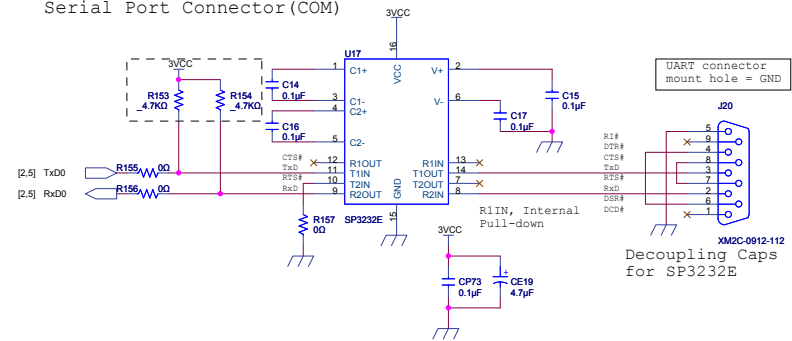 Serial Port Connector(COM)
3VCC
3VCC
R153
_4.7KΩ
R154
_4.7KΩ
C14
0.1µF
C16
0.1µF
U17
16
VCC
1 C1+
3 C1-
4 C2+
5 C2-
CTS# 12 R1OUT
TxD 11 T1IN
RTS# 10 T2IN
RxD 9 R2OUT
V+ 2
V- 6
R1IN 13
T1OUT 14
T2OUT 7
R2IN 8
GND
15
SP3232E
C15
0.1µF
C17
0.1µF
[2,5] TxD0
R155 0Ω
[2,5] RxD0
R156 0Ω
R157
0Ω
R1IN, Internal
Pull-down
3VCC
CP73
0.1µF
+
CE19
4.7µF
UART connector
mount hole = GND
J20
5
RI# 9
DTR# 4
CTS# 8
TxD 3
RTS# 7
RxD 2
DSR# 6
DCD# 1
XM2C-0912-112
Decoupling Caps
for SP3232E